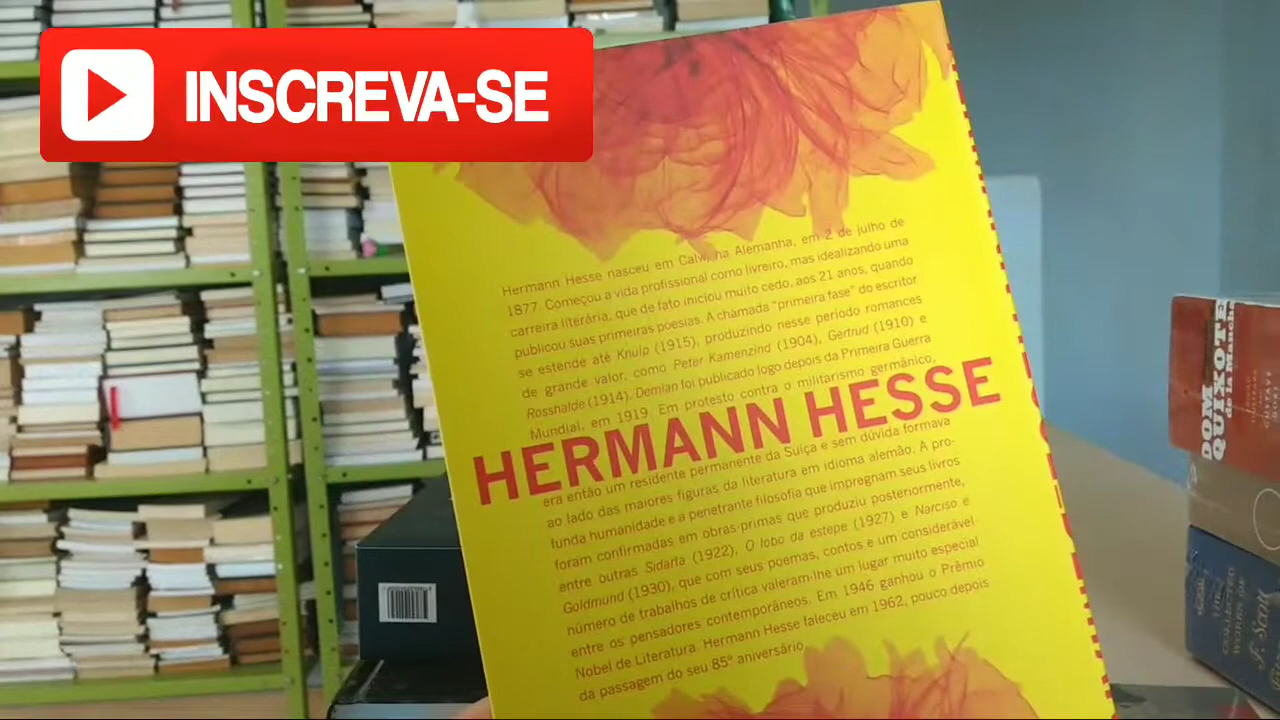 INSCREVA-SE
Hermann Hesse nasceu em Calw, na Alemanha, em 2 de julho de
1877. Começou a vida profissional como livreiro, mas idealizando uma
carreira literária, que de fato iniciou muito cedo, aos 21 anos, quando
publicou suas primeiras poesias. A chamada "primeira fase" do escritor
se estende até Knulp (1915), produzindo nesse período romances
de grande valor, como Peter Kamenzind (1904), Gertrud (1910) e
Rosshalde (1914). Demian foi publicado logo depois da Primeira Guerra
Mundial, em 1919. Em protesto contra o militarismo germânico,
HERMANN HESSE
era então um residente permanente da Suíça e sem dúvida formava
ao lado das maiores figuras da literatura em idioma alemão. A pro-
funda humanidade e a penetrante filosofia que impregnam seus livros
foram confirmadas em obras-primas que produziu posteriormente,
entre outras Sidarta (1922), O lobo da estepe (1927) e Narciso e
Goldmund (1930), que com seus poemas, contos e um considerável
número de trabalhos de crítica valeram-lhe um lugar muito especial
entre os pensadores contemporâneos. Em 1946 ganhou o Prêmio
Nobel de Literatura. Hermann Hesse faleceu em 1962, pouco depois
da passagem do seu 85º aniversário
DOM
QUIXOTE
de la Mancha
THE
COLLECTED
WORKS OF